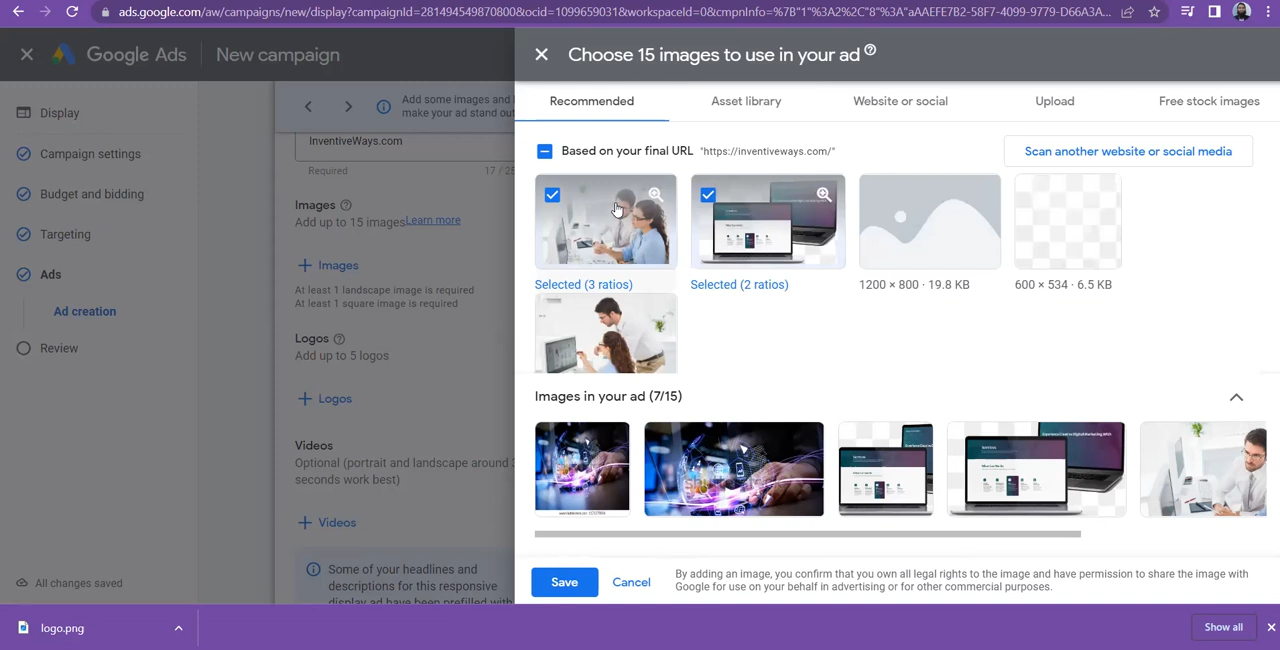 ads.google.com/aw/campaigns/new/display?campaignId=281494549870800&ocid=1099659031&workspaceId=0&cmpnInfo=%7B"1"%3A2%2C"8"%3A"aAAEFE7B2-58F7-4099-9779-D66A3A...
Google Ads
New campaign
Choose 15 images to use in your ad
Display
Campaign settings
Budget and bidding
Targeting
Ads
Ad creation
Review
All changes saved
Add some images and
make your ad stand out
InventiveWays.com
Required
17 / 25
Images
Add up to 15 images Learn more
Images
At least 1 landscape image is required
At least 1 square image is required
Logos
Add up to 5 logos
Logos
Videos
Optional (portrait and landscape around 3
seconds work best)
Videos
Some of your headlines and
descriptions for this responsive
display ad have been prefilled with
Recommended
Asset library
Website or social
Upload
Free stock images
Based on your final URL "https://inventiveways.com/"
Scan another website or social media
Selected (3 ratios)
Selected (2 ratios)
1200 × 800 · 19.8 KB
600 × 534 · 6.5 KB
Images in your ad (7/15)
Save
Cancel
By adding an image, you confirm that you own all legal rights to the image and have permission to share the image with
Google for use on your behalf in advertising or for other commercial purposes.
logo.png
Show all